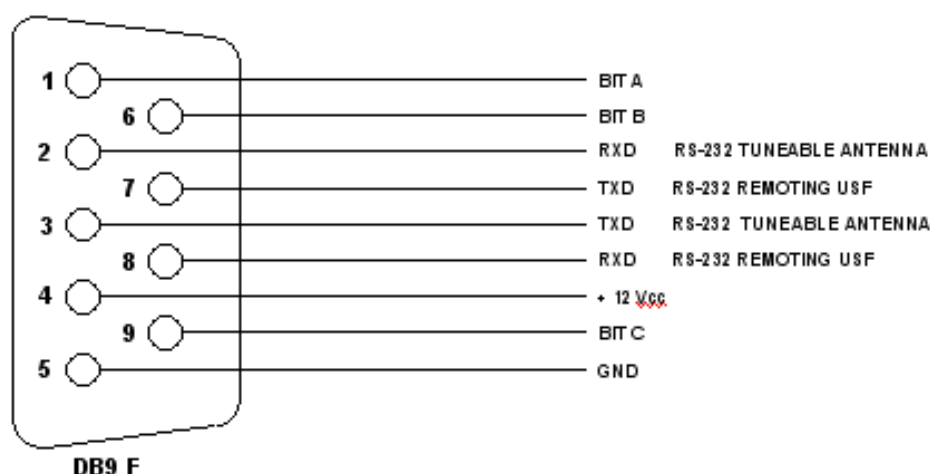 1 BIT A
6 BIT B
2 RXD RS-232 TUNEABLE ANTENNA
7 TXD RS-232 REMOTING USF
3 TXD RS-232 TUNEABLE ANTENNA
8 RXD RS-232 REMOTING USF
4 + 12 Vcc
9 BIT C
5 GND
DB9 F